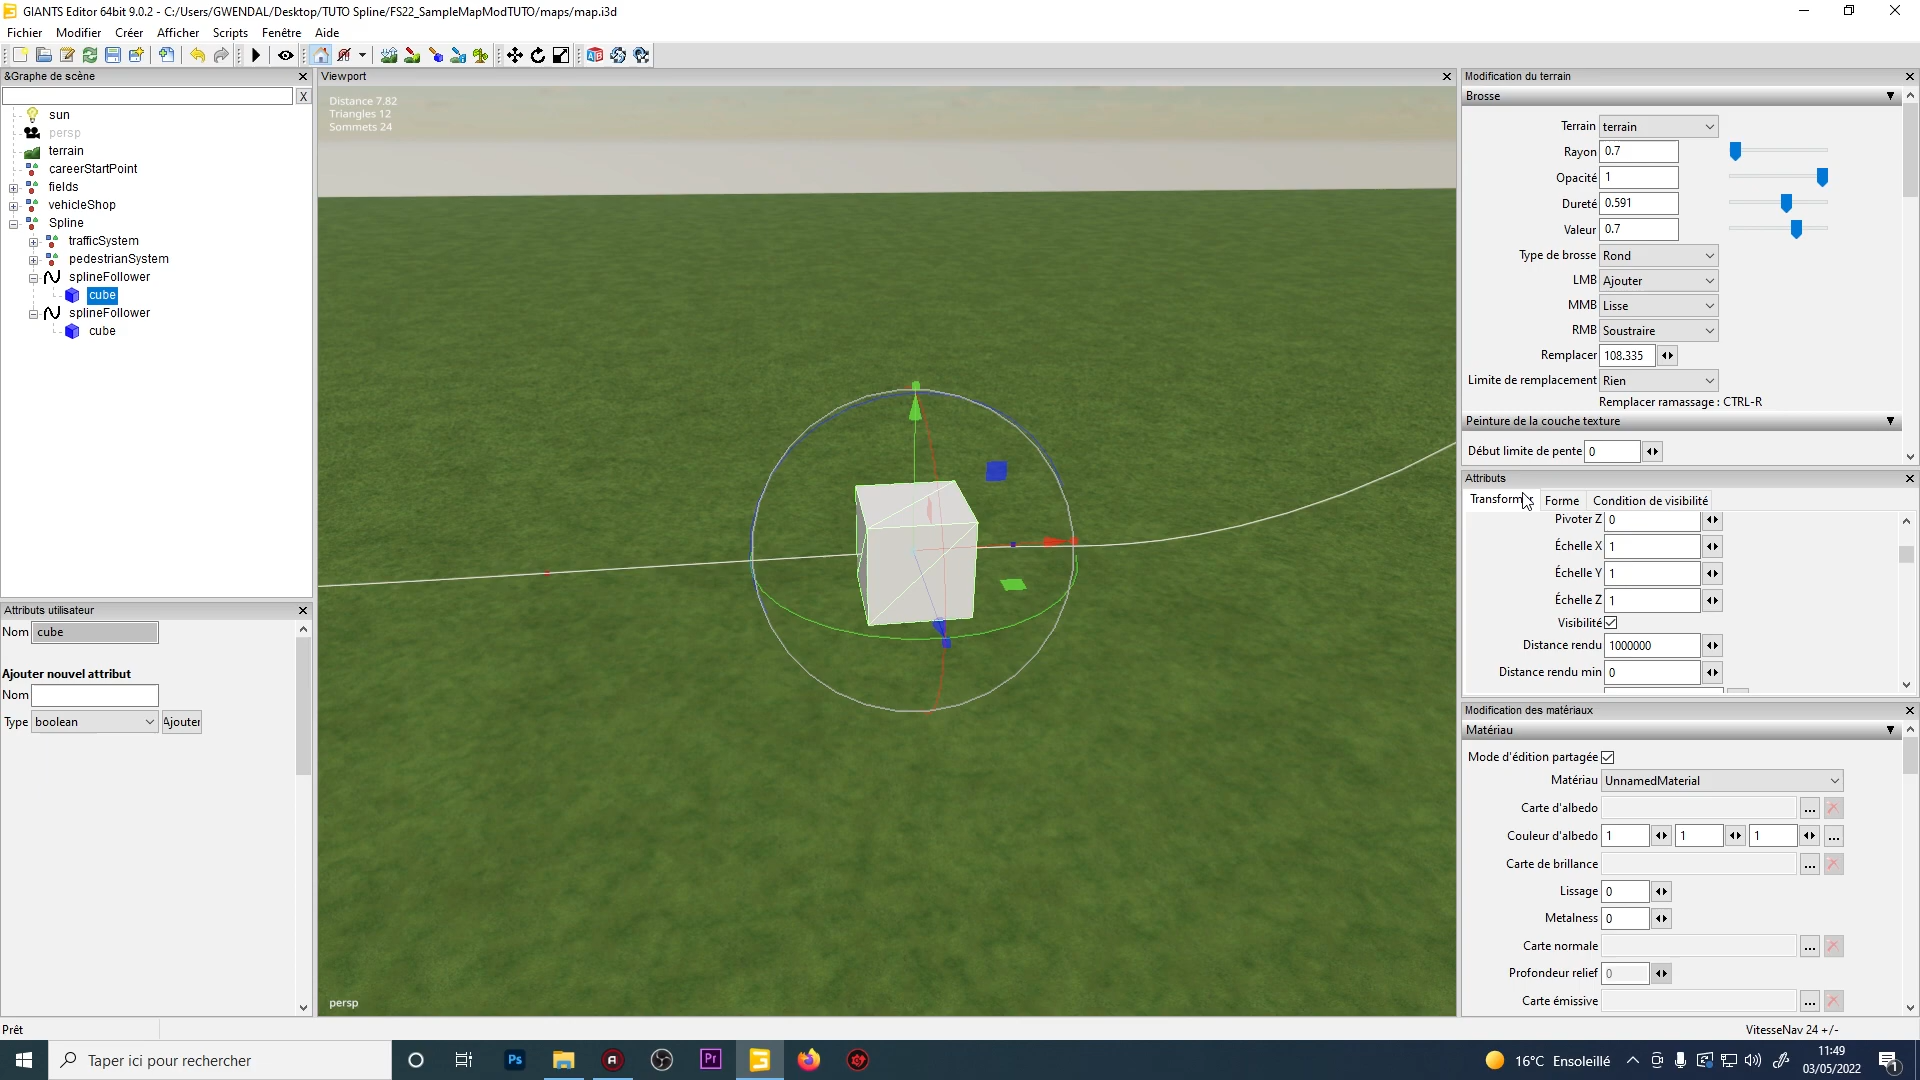 GIANTS Editor 64bit 9.0.2 - C:/Users/GWENDAL/Desktop/TUTO Spline/FS22_SampleMapModTUTO/maps/map.i3d
Fichier Modifier Créer Afficher Scripts Fenêtre Aide
&Graphe de scène
X
sun
persp
terrain
careerStartPoint
fields
vehicleShop
Spline
trafficSystem
pedestrianSystem
splineFollower
cube
splineFollower
cube
Attributs utilisateur
Nom cube
Ajouter nouvel attribut
Nom
Type boolean Ajouter
Viewport
Distance 7.82
Triangles 12
Sommets 24
persp
Modification du terrain
Brosse
Terrain terrain
Rayon 0.7
Opacité 1
Dureté 0.591
Valeur 0.7
Type de brosse Rond
LMB Ajouter
MMB Lisse
RMB Soustraire
Remplacer 108.335
Limite de remplacement Rien
Remplacer ramassage : CTRL-R
Peinture de la couche texture
Début limite de pente 0
Attributs
Transform Forme Condition de visibilité
Pivoter Z 0
Échelle X 1
Échelle Y 1
Échelle Z 1
Visibilité
Distance rendu 1000000
Distance rendu min 0
Modification des matériaux
Matériau
Mode d'édition partagée
Matériau UnnamedMaterial
Carte d'albedo ...
Couleur d'albedo 1 1 1 ...
Carte de brillance ...
Lissage 0
Metalness 0
Carte normale ...
Profondeur relief 0
Carte émissive ...
Prêt
VitesseNav 24 +/-
Taper ici pour rechercher
Ps
Pr
16°C Ensoleillé
11:49
03/05/2022
1